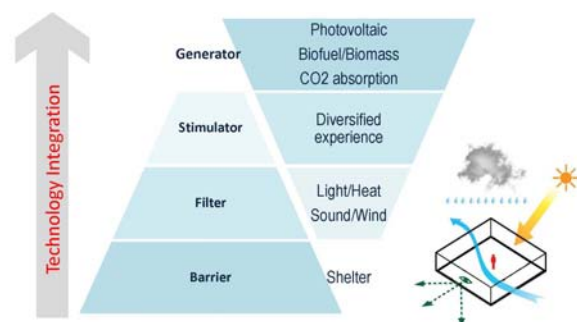 Technology Integration
Generator
Photovoltaic
Biofuel/Biomass
CO2 absorption
Stimulator
Diversified
experience
Filter
Light/Heat
Sound/Wind
Barrier
Shelter